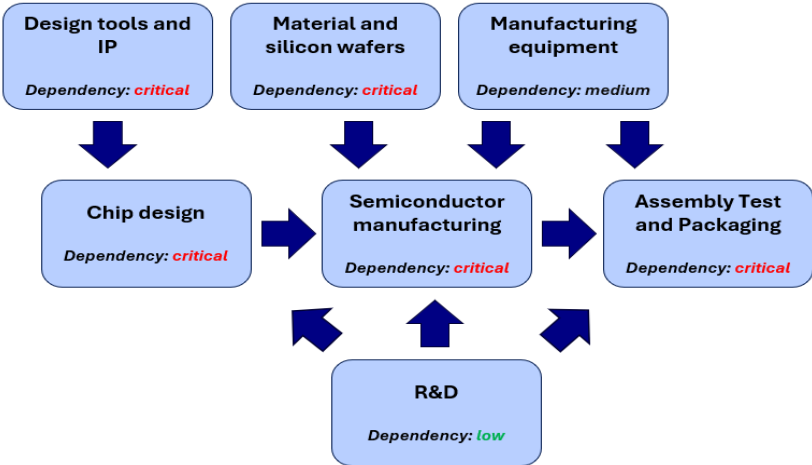 Design tools and
IP
Dependency: critical
Material and
silicon wafers
Dependency: critical
Manufacturing
equipment
Dependency: medium
Chip design
Dependency: critical
Semiconductor
manufacturing
Dependency: critical
Assembly Test
and Packaging
Dependency: critical
R&D
Dependency: low